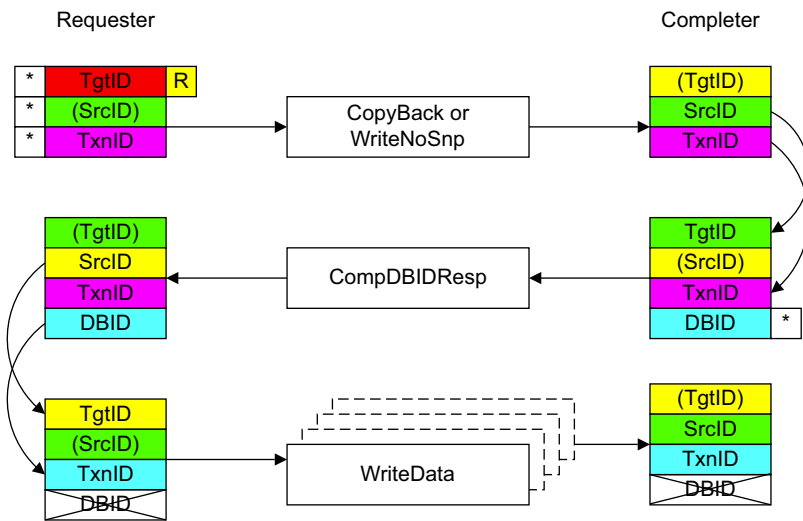 Requester
Completer
* TgtID R
* (SrcID)
* TxnID
CopyBack or
WriteNoSnp
(TgtID)
SrcID
TxnID
(TgtID)
SrcID
TxnID
DBID
CompDBIDResp
TgtID
(SrcID)
TxnID
DBID *
TgtID
(SrcID)
TxnID
DBID
WriteData
(TgtID)
SrcID
TxnID
DBID